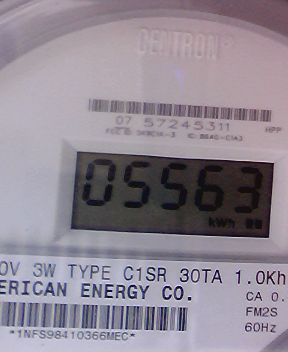 CENTRON®
07 57245311 HPP
05563
kWh
0V 3W TYPE C1SR 30TA 1.0Kh
ERICAN ENERGY CO.
CA 0.
FM2S
*1NFS98410366MEC*
60Hz